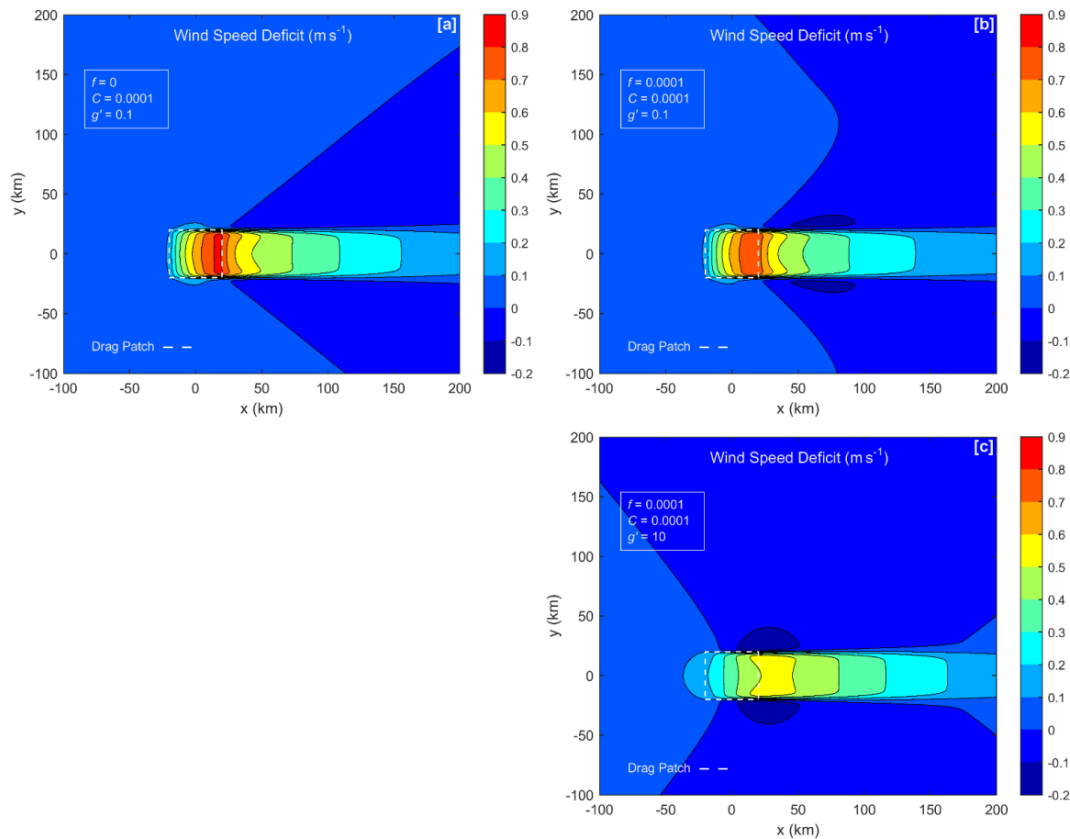 [a]
Wind Speed Deficit (m s⁻¹)
f = 0
C = 0.0001
g' = 0.1
Drag Patch
y (km)
200
150
100
50
0
-50
-100
-100 -50 0 50 100 150 200
x (km)
0.9
0.8
0.7
0.6
0.5
0.4
0.3
0.2
0.1
0
-0.1
-0.2
[b]
Wind Speed Deficit (m s⁻¹)
f = 0.0001
C = 0.0001
g' = 0.1
Drag Patch
y (km)
200
150
100
50
0
-50
-100
-100 -50 0 50 100 150 200
x (km)
0.9
0.8
0.7
0.6
0.5
0.4
0.3
0.2
0.1
0
-0.1
-0.2
[c]
Wind Speed Deficit (m s⁻¹)
f = 0.0001
C = 0.0001
g' = 10
Drag Patch
y (km)
200
150
100
50
0
-50
-100
-100 -50 0 50 100 150 200
x (km)
0.9
0.8
0.7
0.6
0.5
0.4
0.3
0.2
0.1
0
-0.1
-0.2